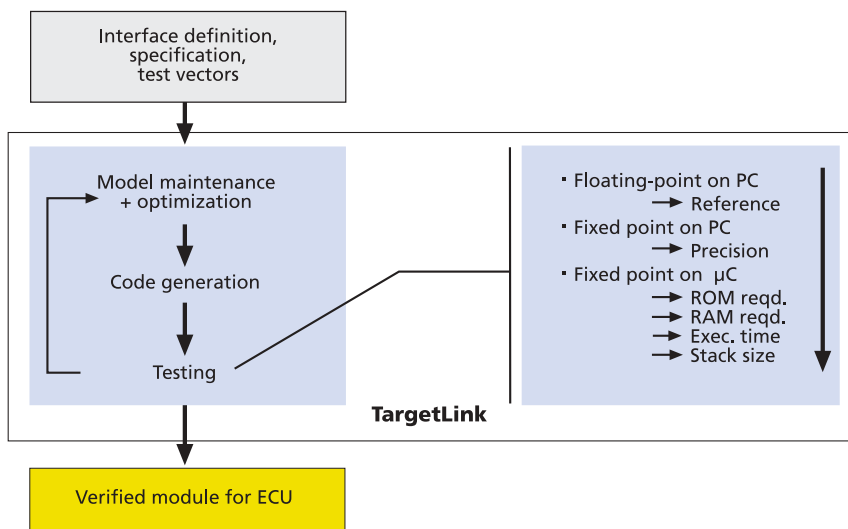 Interface definition,
specification,
test vectors
Model maintenance
+ optimization
Code generation
Testing
· Floating-point on PC
Reference
· Fixed point on PC
Precision
· Fixed point on µC
ROM reqd.
RAM reqd.
Exec. time
Stack size
TargetLink
Verified module for ECU